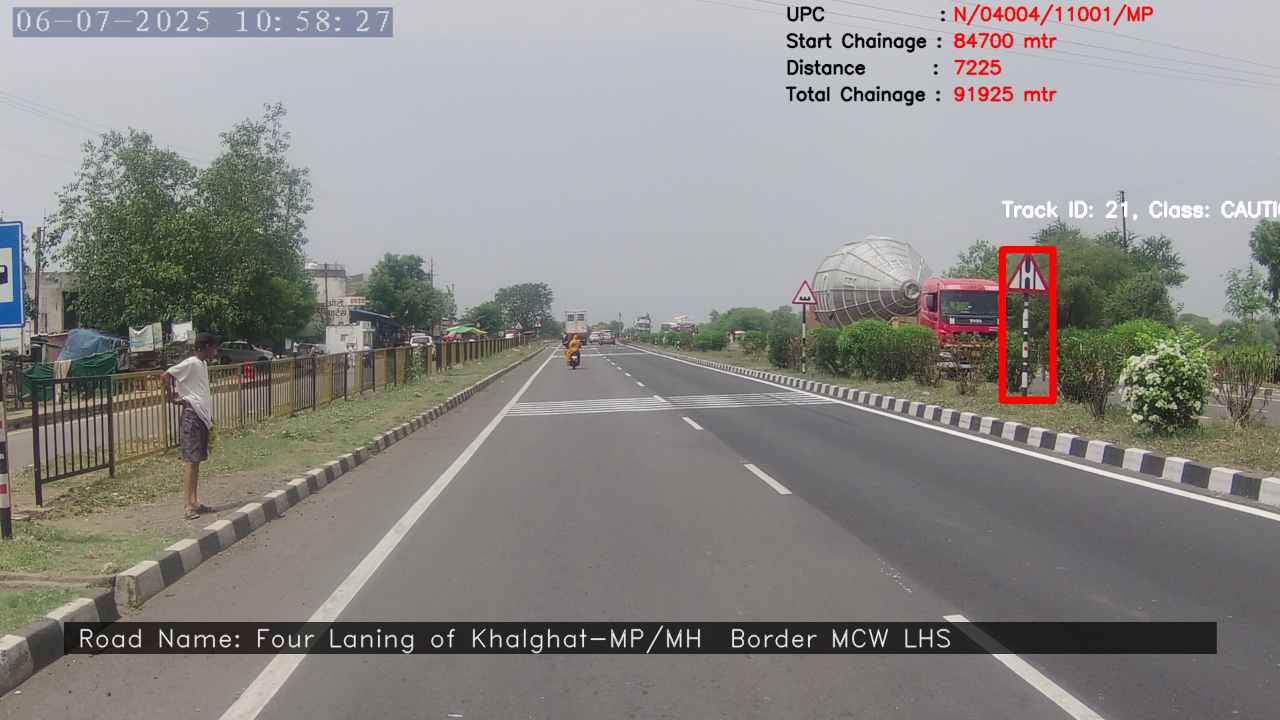 06-07-2025 10:58:27
UPC : N/04004/11001/MP
Start Chainage : 84700 mtr
Distance : 7225
Total Chainage : 91925 mtr
Track ID: 21, Class: CAUTI
Road Name: Four Laning of Khalghat-MP/MH Border MCW LHS